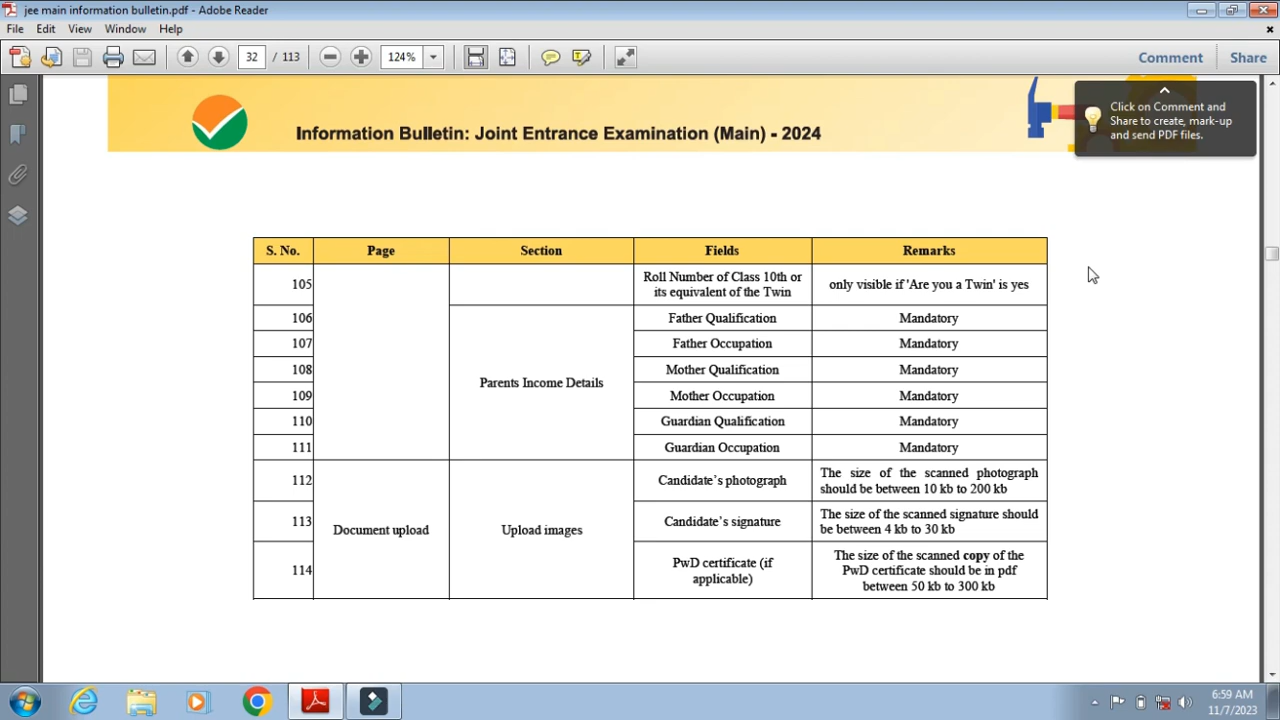 jee main information bulletin.pdf - Adobe Reader
File Edit View Window Help
32 / 113 124% Comment Share
Click on Comment and
Share to create, mark-up
and send PDF files.
Information Bulletin: Joint Entrance Examination (Main) - 2024
S. No. Page Section Fields Remarks
105 Roll Number of Class 10th or
its equivalent of the Twin only visible if 'Are you a Twin' is yes
106 Father Qualification Mandatory
107 Father Occupation Mandatory
108 Mother Qualification Mandatory
Parents Income Details
109 Mother Occupation Mandatory
110 Guardian Qualification Mandatory
111 Guardian Occupation Mandatory
112 Candidate's photograph The size of the scanned photograph
should be between 10 kb to 200 kb
113 Candidate's signature The size of the scanned signature should
be between 4 kb to 30 kb
Document upload Upload images
114 PwD certificate (if
applicable) The size of the scanned copy of the
PwD certificate should be in pdf
between 50 kb to 300 kb
6:59 AM
11/7/2023